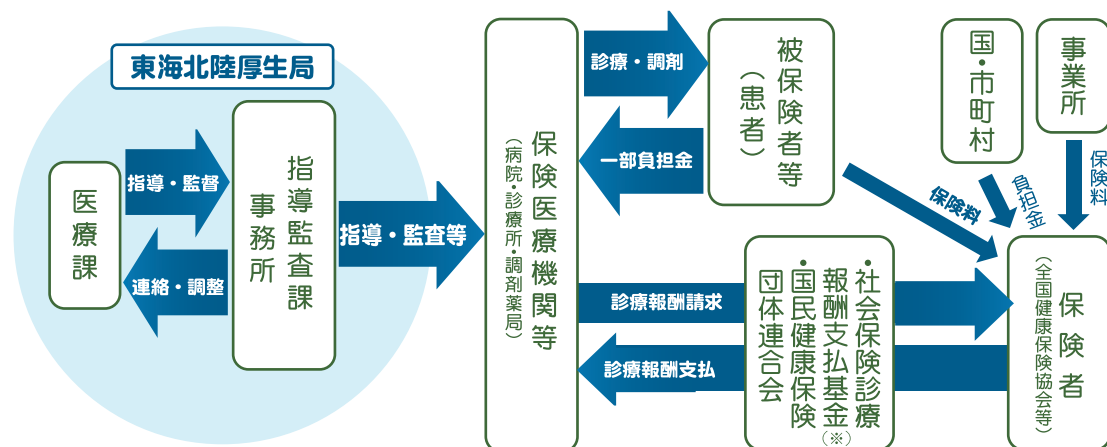 東海北陸厚生局
医療課
指導・監督
連絡・調整
指導監査課
事務所
指導・監査等
保険医療機関等
(病院・診療所・調剤薬局)
診療・調剤
一部負担金
被保険者等
(患者)
国・市町村
事業所
保険料
負担金
保険料
診療報酬請求
診療報酬支払
・社会保険診療
報酬支払基金(※)
・国民健康保険
団体連合会
保険者
(全国健康保険協会等)